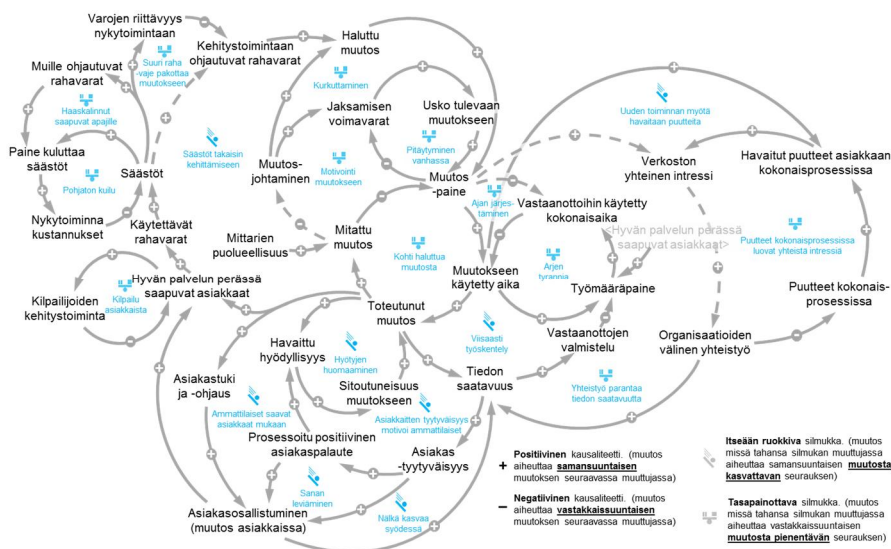 Varojen riittävyys
nykytoimintaan
Kehitystoimintaan
ohjautuvat rahavarat
Haluttu
muutos
Suuri raha
-vaje pakottaa
muutokseen
Muille ohjautuvat
rahavarat
Kurkuttaminen
Haaskalinnut
saapuvat apajille
Jaksamisen
voimavarat
Usko tulevaan
muutokseen
Uuden toiminnan myötä
havaitaan puutteita
Paine kuluttaa
säästöt
Säästöt
Säästöt takaisin
kehittämiseen
Muutos-
johtaminen
Motivointi
muutokseen
Pitäytyminen
vanhassa
Muutos
-paine
Verkoston
yhteinen intressi
Havaitut puutteet asiakkaan
kokonaisprosessissa
Pohjaton kuilu
Nykytoiminna
kustannukset
Käytettävät
rahavarat
Mittarien
puolueellisuus
Mitattu
muutos
Ajan järjes-
täminen
Vastaanottoihin käytetty
kokonaisaika
<Hyvän palvelun perässä
saapuvat asiakkaat>
Puutteet kokonaisprosessissa
luovat yhteistä intressiä
Kohti haluttua
muutosta
Muutokseen
käytetty aika
Arjen
tyrannia
Työmääräpaine
Puutteet kokonais-
prosessissa
Kilpailijoiden
kehitystoiminta
Kilpailu
asiakkaista
Hyvän palvelun perässä
saapuvat asiakkaat
Toteutunut
muutos
Havaittu
hyödyllisyys
Hyötyjen
huomaaminen
Viisaasti
työskentely
Vastaanottojen
valmistelu
Organisaatioiden
välinen yhteistyö
Asiakastuki
ja -ohjaus
Sitoutuneisuus
muutokseen
Tiedon
saatavuus
Yhteistyö parantaa
tiedon saatavuutta
Ammattilaiset saavat
asiakkaat mukaan
Asiakkaitten tyytyväisyys
motivoi ammattilaiset
Prosessoitu positiivinen
asiakaspalaute
Asiakas
-tyytyväisyys
Sanan
leviäminen
Nälkä kasvaa
syödessä
Asiakasosallistuminen
(muutos asiakkaissa)
+ Positiivinen kausaliteetti. (muutos
aiheuttaa samansuuntaisen
muutoksen seuraavassa muuttujassa)
− Negatiivinen kausaliteetti. (muutos
aiheuttaa vastakkaissuuntaisen
muutoksen seuraavassa muuttujassa)
Itseään ruokkiva silmukka. (muutos
missä tahansa silmukan muuttujassa
aiheuttaa samansuuntaisen muutosta
kasvattavan seurauksen)
Tasapainottava silmukka. (muutos
missä tahansa silmukan muuttujassa
aiheuttaa vastakkaissuuntaisen
muutosta pienentävän seurauksen)